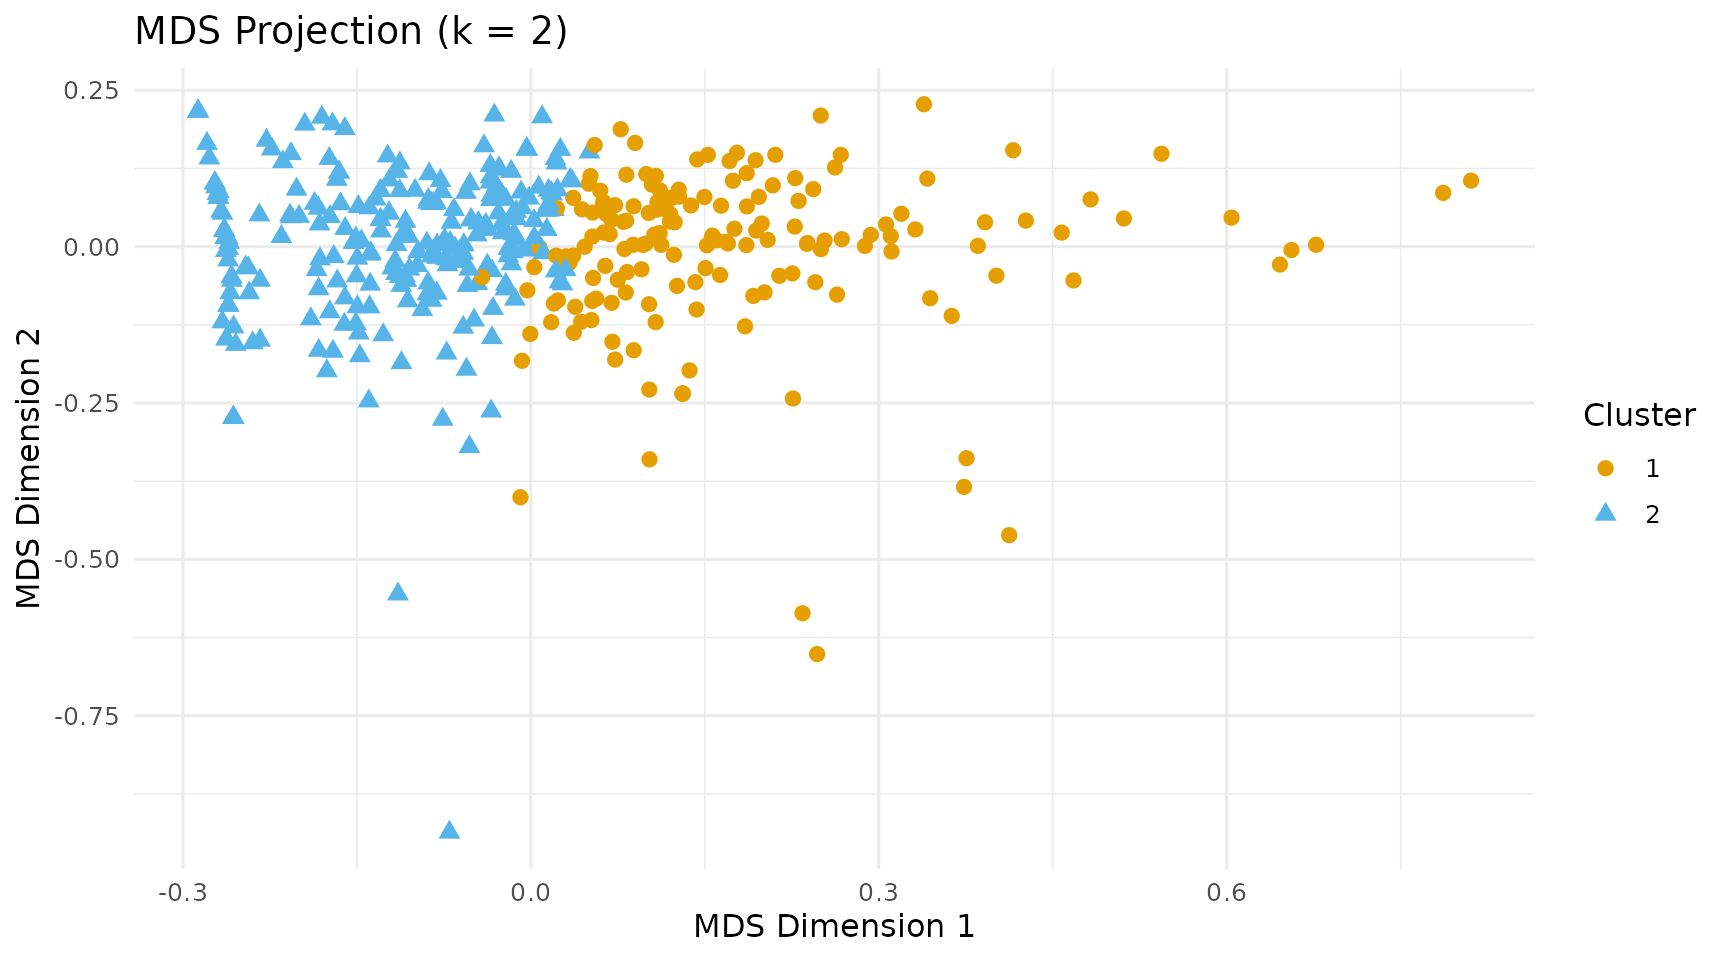 MDS Projection (k = 2)
0.25
0.00
-0.25
-0.50
-0.75
MDS Dimension 2
-0.3
0.0
0.3
0.6
MDS Dimension 1
Cluster
1
2